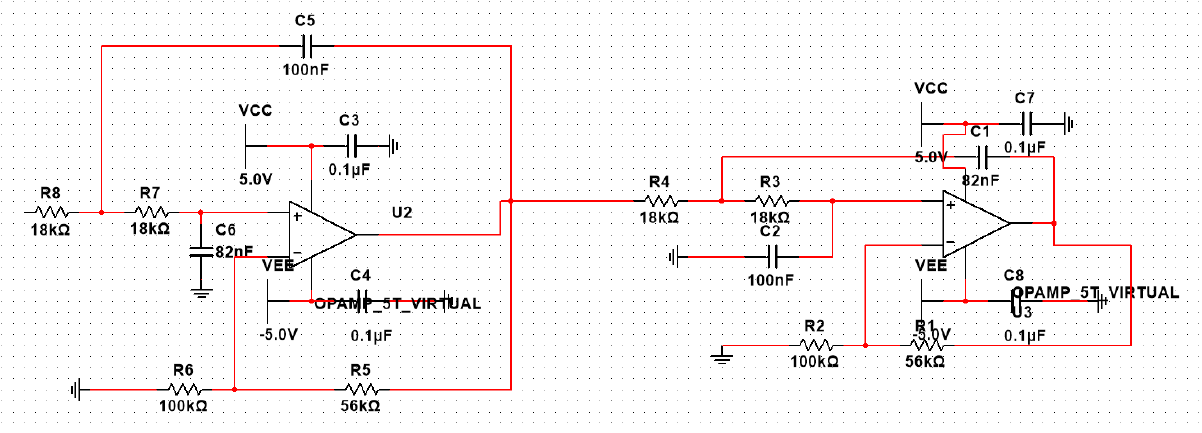 C5
100nF
VCC
C3
0.1µF
5.0V
R8
18kΩ
R7
18kΩ
C6
82nF
U2
VEE
C4
OPAMP_5T_VIRTUAL
-5.0V
0.1µF
R6
100kΩ
R5
56kΩ
VCC
C7
0.1µF
5.0V
C1
82nF
R4
18kΩ
R3
18kΩ
C2
100nF
VEE
C8
OPAMP_5T_VIRTUAL
U3
-5.0V
0.1µF
R2
100kΩ
R1
56kΩ